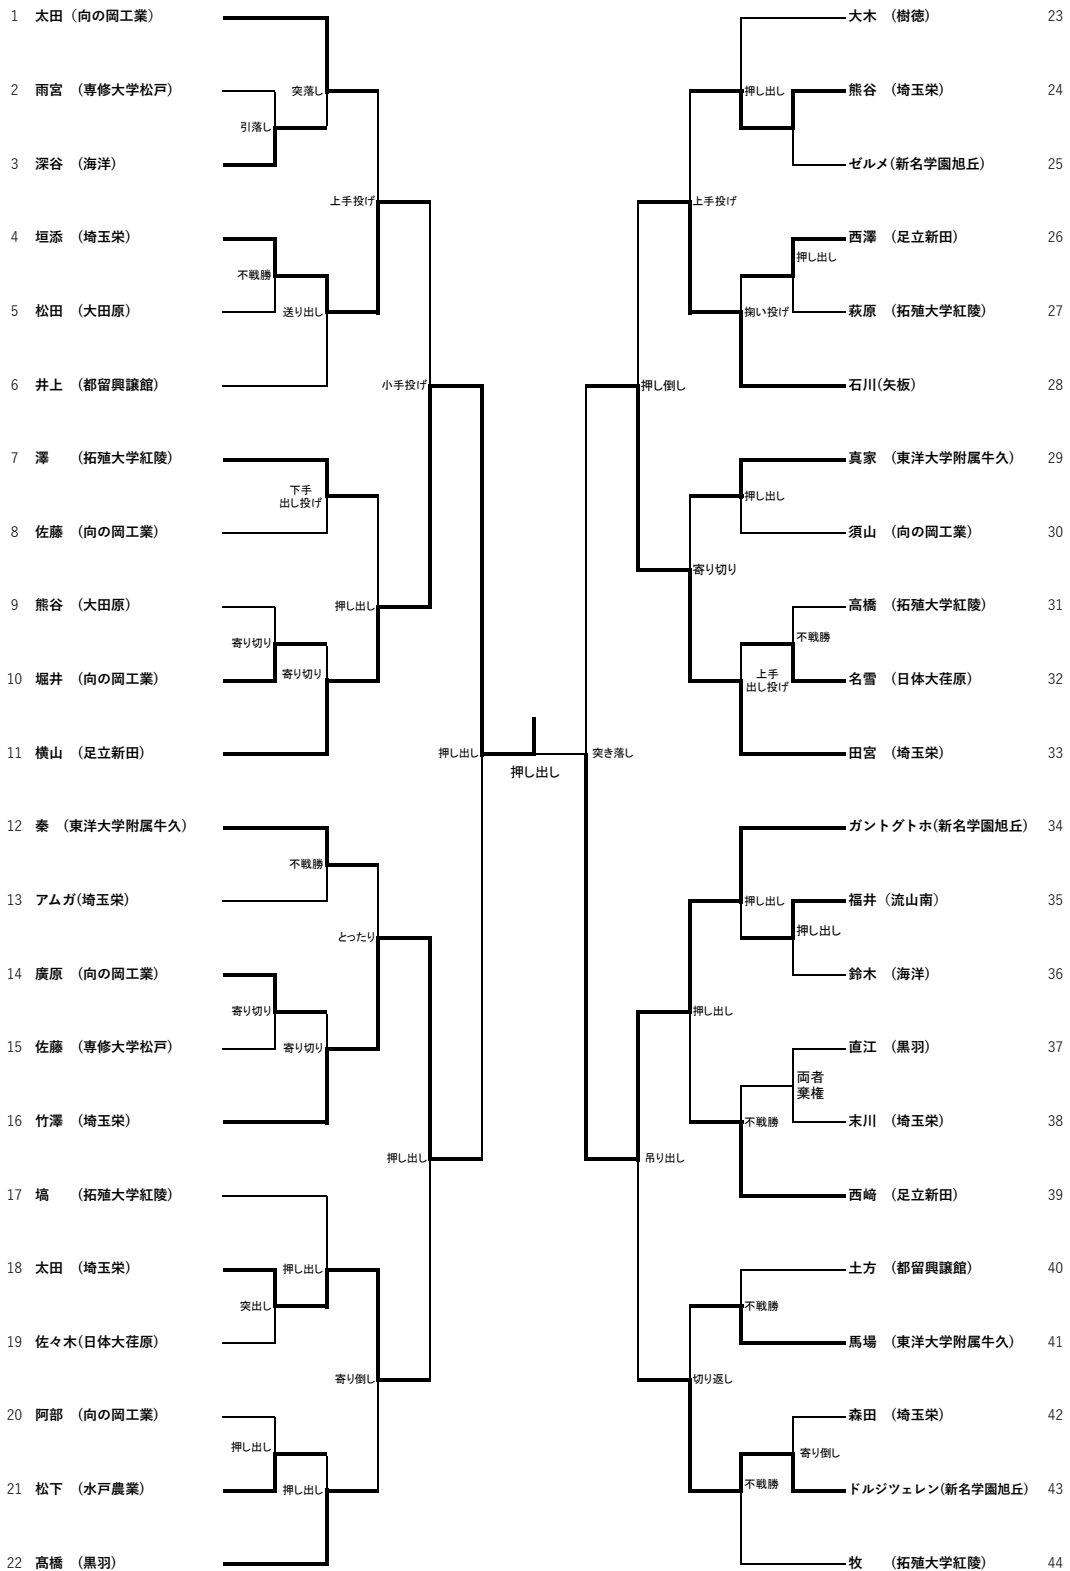 1 太田（向の岡工業）
2 雨宮　(専修大学松戸)
突落し
引落し
3 深谷　(海洋)
上手投げ
4 垣添　(埼玉栄)
不戦勝
5 松田　(大田原)
送り出し
6 井上　(都留興譲館)
小手投げ
7 澤　　(拓殖大学紅陵)
下手
出し投げ
8 佐藤　(向の岡工業)
9 熊谷　(大田原)
押し出し
寄り切り
10 堀井　(向の岡工業)
寄り切り
11 横山　(足立新田)
押し出し
押し出し
12 秦　(東洋大学附属牛久)
不戦勝
13 アムガ(埼玉栄)
とったり
14 廣原　(向の岡工業)
寄り切り
15 佐藤　(専修大学松戸)
寄り切り
16 竹澤　(埼玉栄)
押し出し
17 塙　　(拓殖大学紅陵)
18 太田　(埼玉栄)
押し出し
突出し
19 佐々木(日体大荏原)
寄り倒し
20 阿部　(向の岡工業)
押し出し
21 松下　(水戸農業)
押し出し
22 髙橋　(黒羽)
大木　(樹徳) 23
押し出し
熊谷　(埼玉栄) 24
ゼルメ(新名学園旭丘) 25
上手投げ
西澤　(足立新田) 26
押し出し
掬い投げ
萩原　(拓殖大学紅陵) 27
押し倒し
石川(矢板) 28
真家　(東洋大学附属牛久) 29
押し出し
須山　(向の岡工業) 30
寄り切り
高橋　(拓殖大学紅陵) 31
不戦勝
上手
出し投げ
名雪　(日体大荏原) 32
突き落し
田宮　(埼玉栄) 33
ガントグトホ(新名学園旭丘) 34
押し出し
福井（流山南） 35
押し出し
鈴木　(海洋) 36
押し出し
直江　(黒羽) 37
両者
棄権
不戦勝
末川　(埼玉栄) 38
吊り出し
西﨑　(足立新田) 39
土方　(都留興譲館) 40
不戦勝
馬場　(東洋大学附属牛久) 41
切り返し
森田　(埼玉栄) 42
寄り倒し
不戦勝
ドルジツェレン(新名学園旭丘) 43
牧　　(拓殖大学紅陵) 44